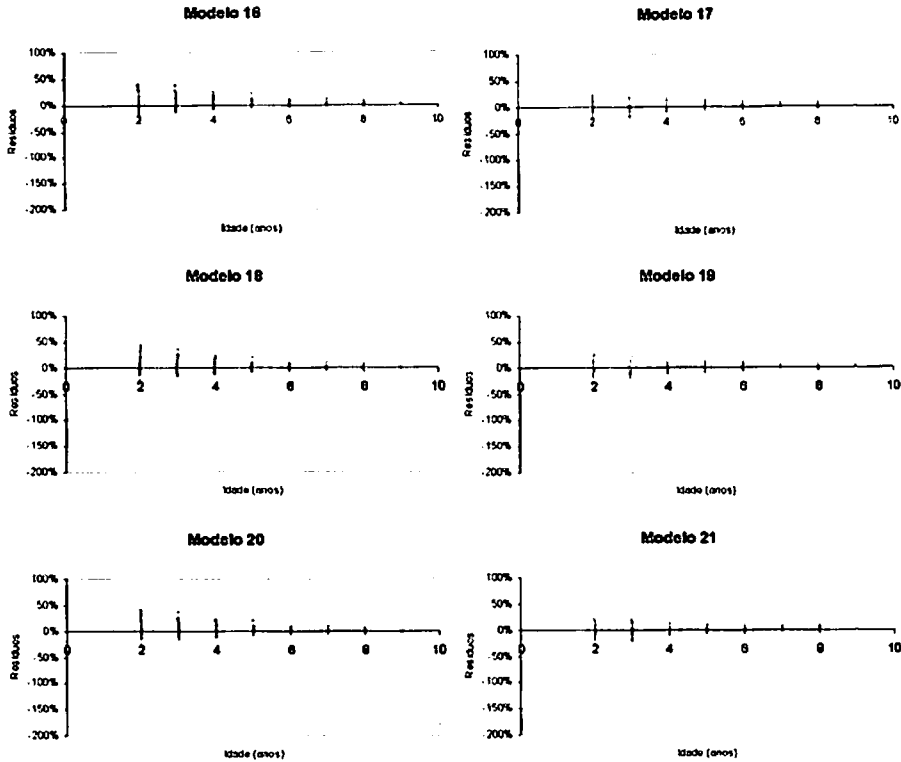 Modelo 16
100%
50%
0%
-50%
-100%
-150%
-200%
Resíduos
0 2 4 6 8 10
Idade (anos)
Modelo 17
100%
50%
0%
-50%
-100%
-150%
-200%
Resíduos
0 2 4 6 8 10
Idade (anos)
Modelo 18
100%
50%
0%
-50%
-100%
-150%
-200%
Resíduos
0 2 4 6 8 10
Idade (anos)
Modelo 19
100%
50%
0%
-50%
-100%
-150%
-200%
Resíduos
0 2 4 6 8 10
Idade (anos)
Modelo 20
100%
50%
0%
-50%
-100%
-150%
-200%
Resíduos
0 2 4 6 8 10
Idade (anos)
Modelo 21
100%
50%
0%
-50%
-100%
-150%
-200%
Resíduos
0 2 4 6 8 10
Idade (anos)